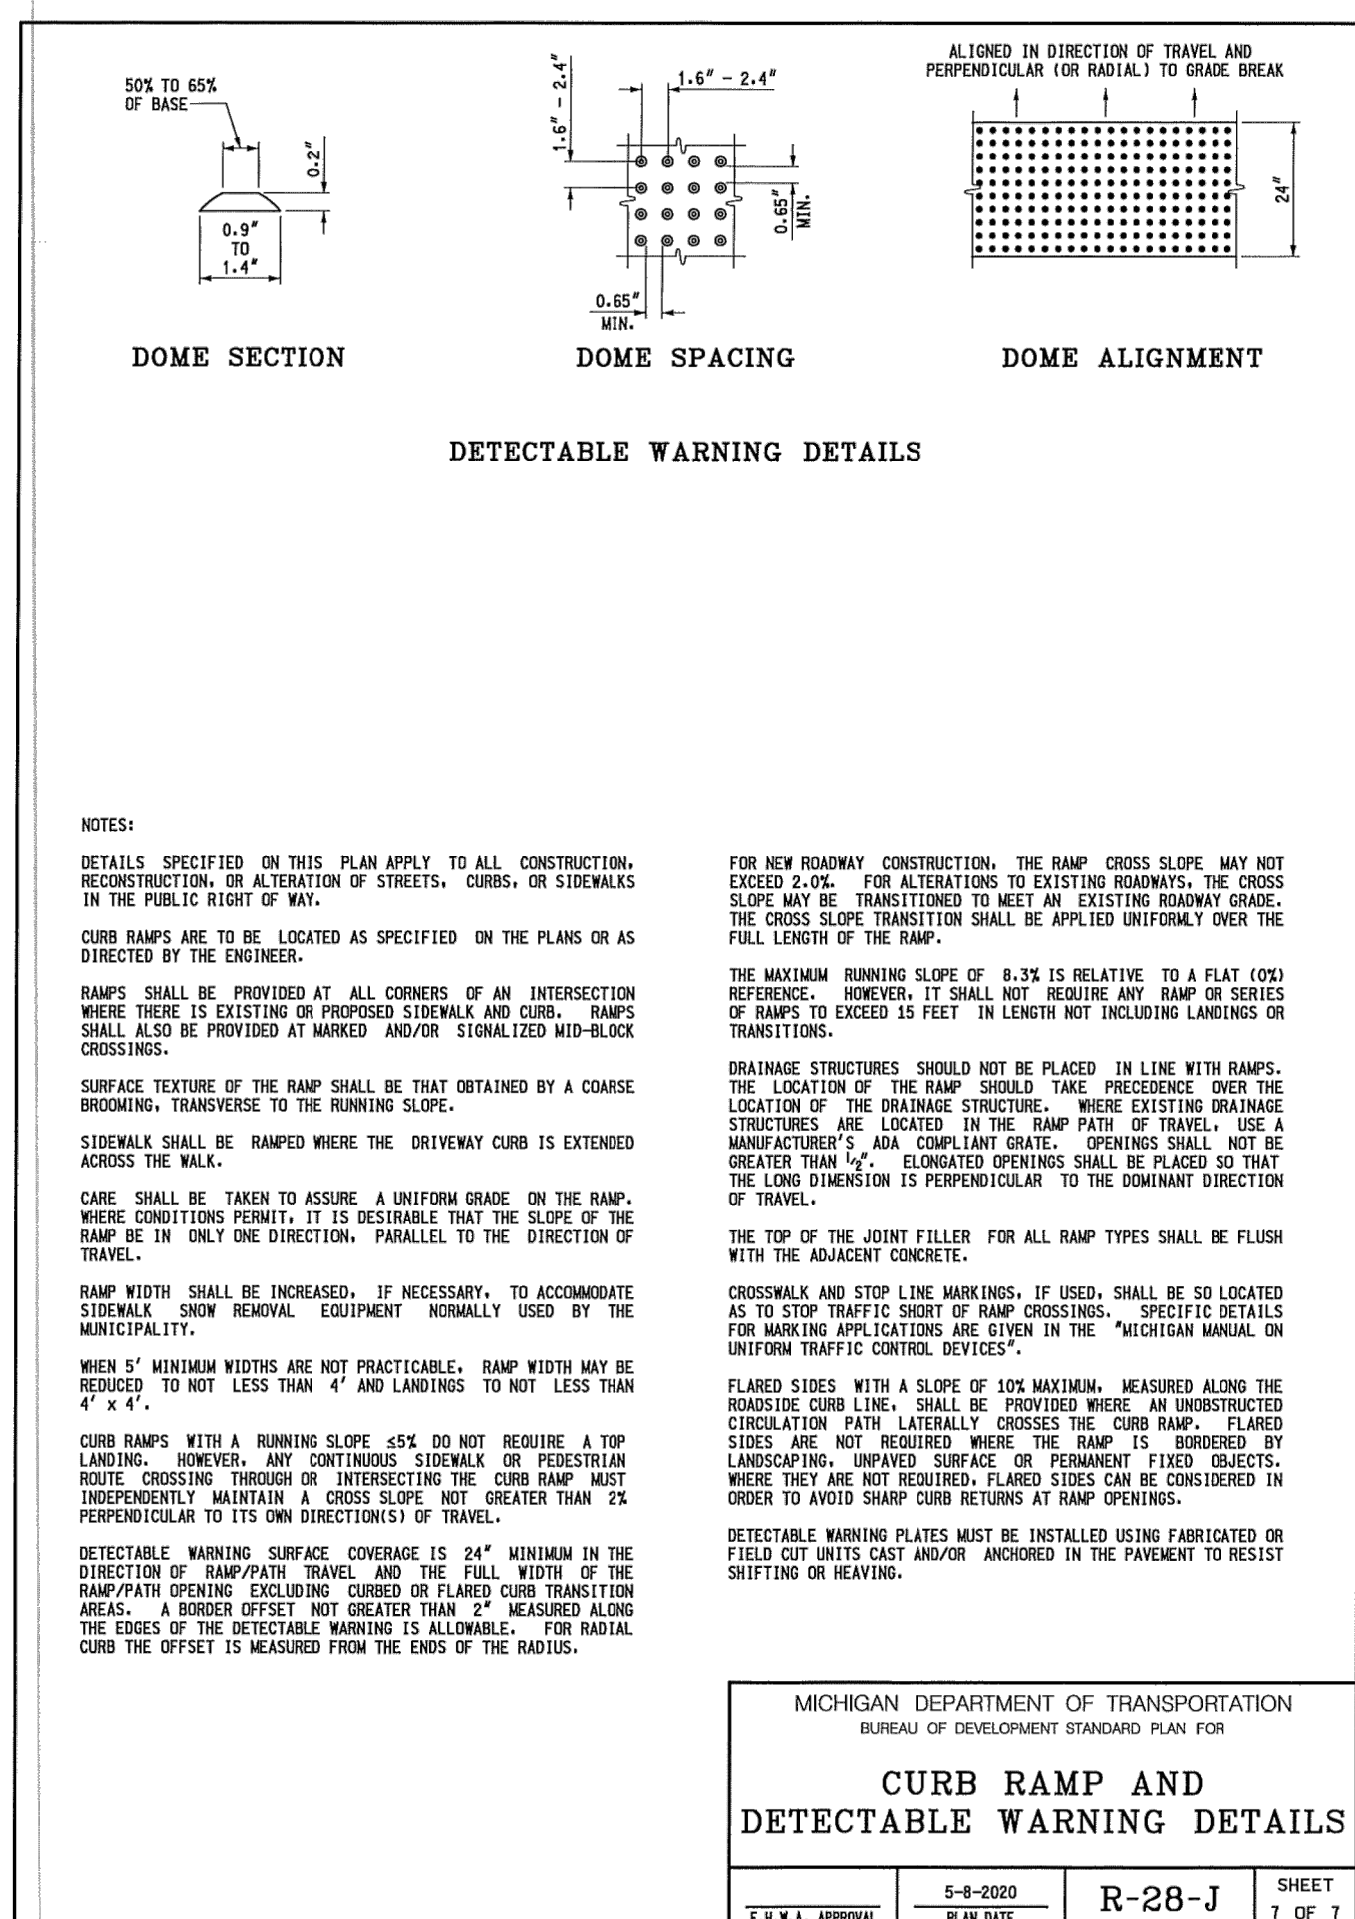 50% TO 65%
OF BASE
0.2"
0.9"
TO
1.4"
DOME SECTION
1.6" - 2.4"
1.6" - 2.4"
0.65"
MIN.
0.65"
MIN.
DOME SPACING
ALIGNED IN DIRECTION OF TRAVEL AND
PERPENDICULAR (OR RADIAL) TO GRADE BREAK
24"
DOME ALIGNMENT
DETECTABLE WARNING DETAILS
NOTES:
DETAILS SPECIFIED ON THIS PLAN APPLY TO ALL CONSTRUCTION,
RECONSTRUCTION, OR ALTERATION OF STREETS, CURBS, OR SIDEWALKS
IN THE PUBLIC RIGHT OF WAY.
CURB RAMPS ARE TO BE LOCATED AS SPECIFIED ON THE PLANS OR AS
DIRECTED BY THE ENGINEER.
RAMPS SHALL BE PROVIDED AT ALL CORNERS OF AN INTERSECTION
WHERE THERE IS EXISTING OR PROPOSED SIDEWALK AND CURB. RAMPS
SHALL ALSO BE PROVIDED AT MARKED AND/OR SIGNALIZED MID-BLOCK
CROSSINGS.
SURFACE TEXTURE OF THE RAMP SHALL BE THAT OBTAINED BY A COARSE
BROOMING, TRANSVERSE TO THE RUNNING SLOPE.
SIDEWALK SHALL BE RAMPED WHERE THE DRIVEWAY CURB IS EXTENDED
ACROSS THE WALK.
CARE SHALL BE TAKEN TO ASSURE A UNIFORM GRADE ON THE RAMP.
WHERE CONDITIONS PERMIT, IT IS DESIRABLE THAT THE SLOPE OF THE
RAMP BE IN ONLY ONE DIRECTION, PARALLEL TO THE DIRECTION OF
TRAVEL.
RAMP WIDTH SHALL BE INCREASED, IF NECESSARY, TO ACCOMMODATE
SIDEWALK SNOW REMOVAL EQUIPMENT NORMALLY USED BY THE
MUNICIPALITY.
WHEN 5' MINIMUM WIDTHS ARE NOT PRACTICABLE, RAMP WIDTH MAY BE
REDUCED TO NOT LESS THAN 4' AND LANDINGS TO NOT LESS THAN
4' x 4'.
CURB RAMPS WITH A RUNNING SLOPE ≤5% DO NOT REQUIRE A TOP
LANDING. HOWEVER, ANY CONTINUOUS SIDEWALK OR PEDESTRIAN
ROUTE CROSSING THROUGH OR INTERSECTING THE CURB RAMP MUST
INDEPENDENTLY MAINTAIN A CROSS SLOPE NOT GREATER THAN 2%
PERPENDICULAR TO ITS OWN DIRECTION(S) OF TRAVEL.
DETECTABLE WARNING SURFACE COVERAGE IS 24" MINIMUM IN THE
DIRECTION OF RAMP/PATH TRAVEL AND THE FULL WIDTH OF THE
RAMP/PATH OPENING EXCLUDING CURBED OR FLARED CURB TRANSITION
AREAS. A BORDER OFFSET NOT GREATER THAN 2" MEASURED ALONG
THE EDGES OF THE DETECTABLE WARNING IS ALLOWABLE. FOR RADIAL
CURB THE OFFSET IS MEASURED FROM THE ENDS OF THE RADIUS.
FOR NEW ROADWAY CONSTRUCTION, THE RAMP CROSS SLOPE MAY NOT
EXCEED 2.0%. FOR ALTERATIONS TO EXISTING ROADWAYS, THE CROSS
SLOPE MAY BE TRANSITIONED TO MEET AN EXISTING ROADWAY GRADE.
THE CROSS SLOPE TRANSITION SHALL BE APPLIED UNIFORMLY OVER THE
FULL LENGTH OF THE RAMP.
THE MAXIMUM RUNNING SLOPE OF 8.3% IS RELATIVE TO A FLAT (0%)
REFERENCE. HOWEVER, IT SHALL NOT REQUIRE ANY RAMP OR SERIES
OF RAMPS TO EXCEED 15 FEET IN LENGTH NOT INCLUDING LANDINGS OR
TRANSITIONS.
DRAINAGE STRUCTURES SHOULD NOT BE PLACED IN LINE WITH RAMPS.
THE LOCATION OF THE RAMP SHOULD TAKE PRECEDENCE OVER THE
LOCATION OF THE DRAINAGE STRUCTURE. WHERE EXISTING DRAINAGE
STRUCTURES ARE LOCATED IN THE RAMP PATH OF TRAVEL, USE A
MANUFACTURER'S ADA COMPLIANT GRATE. OPENINGS SHALL NOT BE
GREATER THAN 1/2". ELONGATED OPENINGS SHALL BE PLACED SO THAT
THE LONG DIMENSION IS PERPENDICULAR TO THE DOMINANT DIRECTION
OF TRAVEL.
THE TOP OF THE JOINT FILLER FOR ALL RAMP TYPES SHALL BE FLUSH
WITH THE ADJACENT CONCRETE.
CROSSWALK AND STOP LINE MARKINGS, IF USED, SHALL BE SO LOCATED
AS TO STOP TRAFFIC SHORT OF RAMP CROSSINGS. SPECIFIC DETAILS
FOR MARKING APPLICATIONS ARE GIVEN IN THE "MICHIGAN MANUAL ON
UNIFORM TRAFFIC CONTROL DEVICES".
FLARED SIDES WITH A SLOPE OF 10% MAXIMUM, MEASURED ALONG THE
ROADSIDE CURB LINE, SHALL BE PROVIDED WHERE AN UNOBSTRUCTED
CIRCULATION PATH LATERALLY CROSSES THE CURB RAMP. FLARED
SIDES ARE NOT REQUIRED WHERE THE RAMP IS BORDERED BY
LANDSCAPING, UNPAVED SURFACE OR PERMANENT FIXED OBJECTS.
WHERE THEY ARE NOT REQUIRED, FLARED SIDES CAN BE CONSIDERED IN
ORDER TO AVOID SHARP CURB RETURNS AT RAMP OPENINGS.
DETECTABLE WARNING PLATES MUST BE INSTALLED USING FABRICATED OR
FIELD CUT UNITS CAST AND/OR ANCHORED IN THE PAVEMENT TO RESIST
SHIFTING OR HEAVING.
MICHIGAN DEPARTMENT OF TRANSPORTATION
BUREAU OF DEVELOPMENT STANDARD PLAN FOR
CURB RAMP AND
DETECTABLE WARNING DETAILS
F.H.W.A. APPROVAL
5-8-2020
PLAN DATE
R-28-J
SHEET
7 OF 7